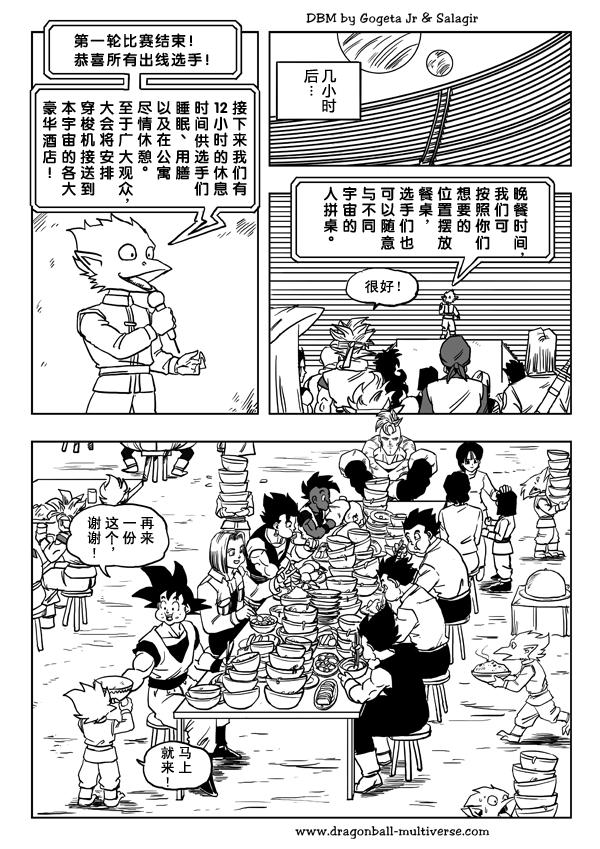 DBM by Gogeta Jr & Salagir
第一轮比赛结束！
恭喜所有出线选手！
接下来我们有
12小时的休息
时间供选手们
睡眠、用膳
以及在公寓
尽情休憩。
至于广大观众，
大会将安排
穿梭机接送到
本宇宙的各大
豪华酒店！
几小时
后…
晚餐时间，
我们可
按照你们
想要的
位置摆放
餐桌，
选手们也
可以随意
与不同
宇宙的
人拼桌。
很好！
再来
一份
这个，
谢谢！
马上
就来！
www.dragonball-multiverse.com